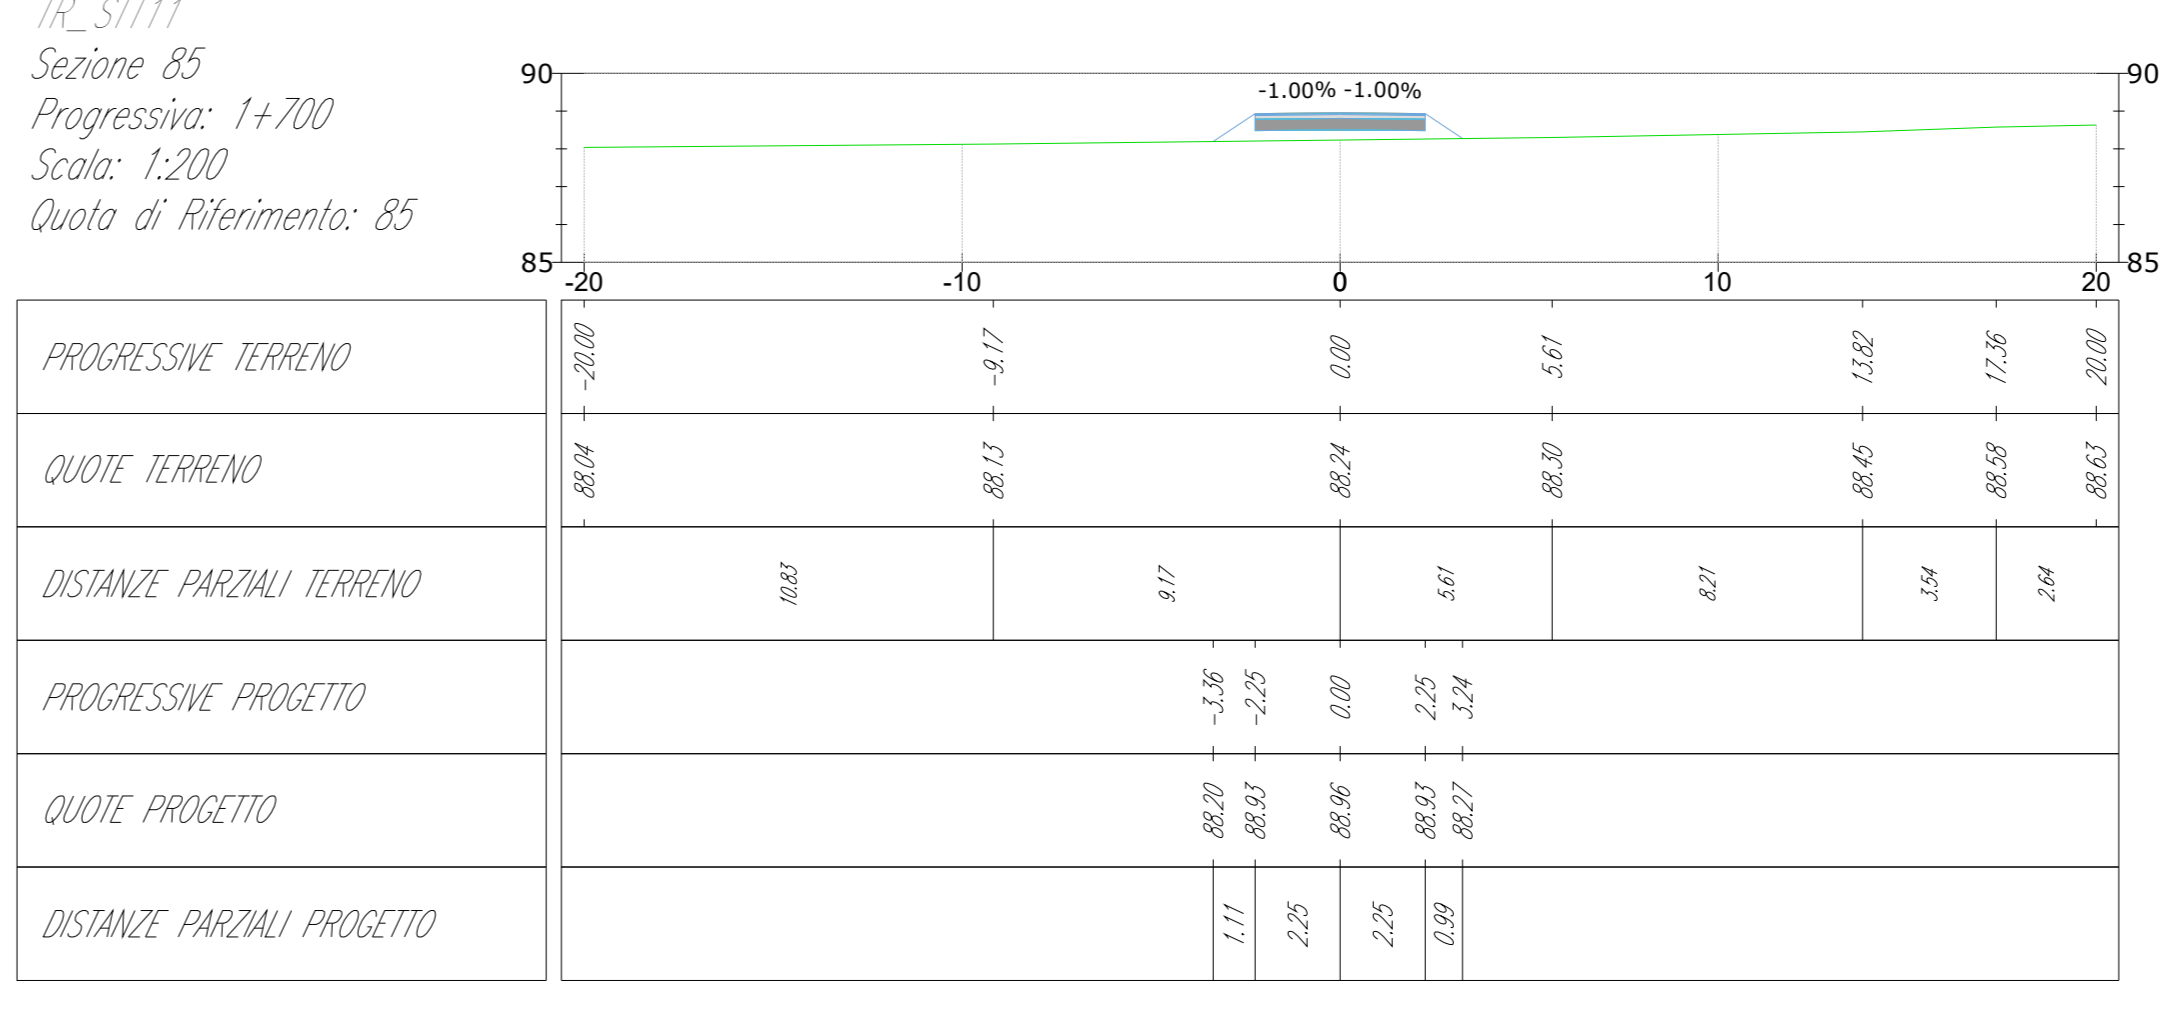 Sezione 85
Progressiva: 1+700
Scala: 1:200
Quota di Riferimento: 85
90 -1.00% -1.00% 90
85 85
-20 -10 0 10 20
PROGRESSIVE TERRENO -20.00 -9.17 0.00 5.61 13.82 17.36 20.00
QUOTE TERRENO 88.04 88.13 88.24 88.30 88.45 88.58 88.63
DISTANZE PARZIALI TERRENO 10.83 9.17 5.61 8.21 3.54 2.64
PROGRESSIVE PROGETTO -3.36 -2.25 0.00 2.25 3.24
QUOTE PROGETTO 88.20 88.93 88.96 88.93 88.27
DISTANZE PARZIALI PROGETTO 1.11 2.25 2.25 0.99